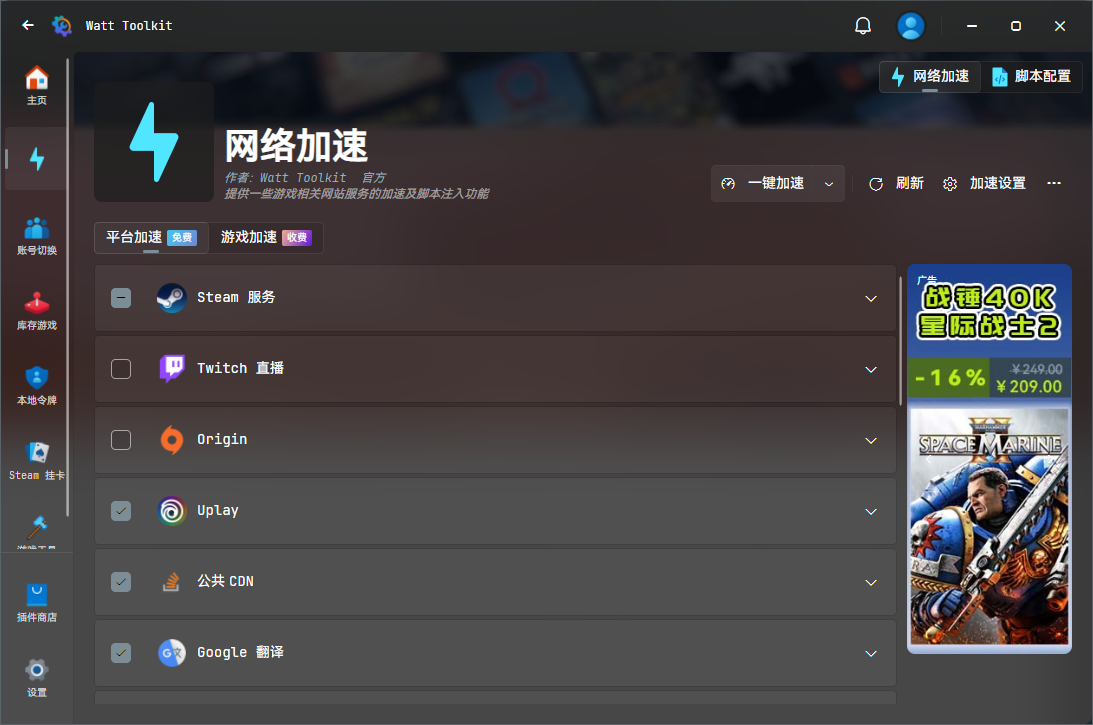 Watt Toolkit
主页
账号切换
库存游戏
本地令牌
Steam 挂卡
游戏工具
插件商店
设置
网络加速
脚本配置
网络加速
作者: Watt Toolkit 官方
提供一些游戏相关网站服务的加速及脚本注入功能
一键加速
刷新
加速设置
平台加速 免费
游戏加速 收费
Steam 服务
Twitch 直播
Origin
Uplay
公共 CDN
Google 翻译
广告
战锤40K
星际战士2
-16%
¥249.00
¥209.00
WARHAMMER
SPACE MARINE